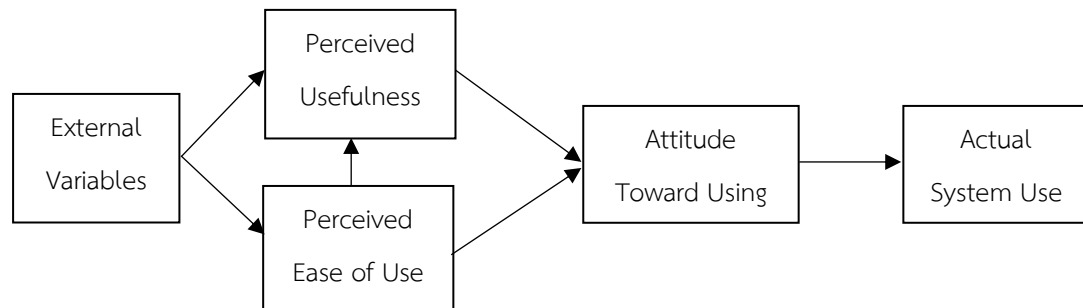 External
Variables
Perceived
Usefulness
Perceived
Ease of Use
Attitude
Toward Using
Actual
System Use